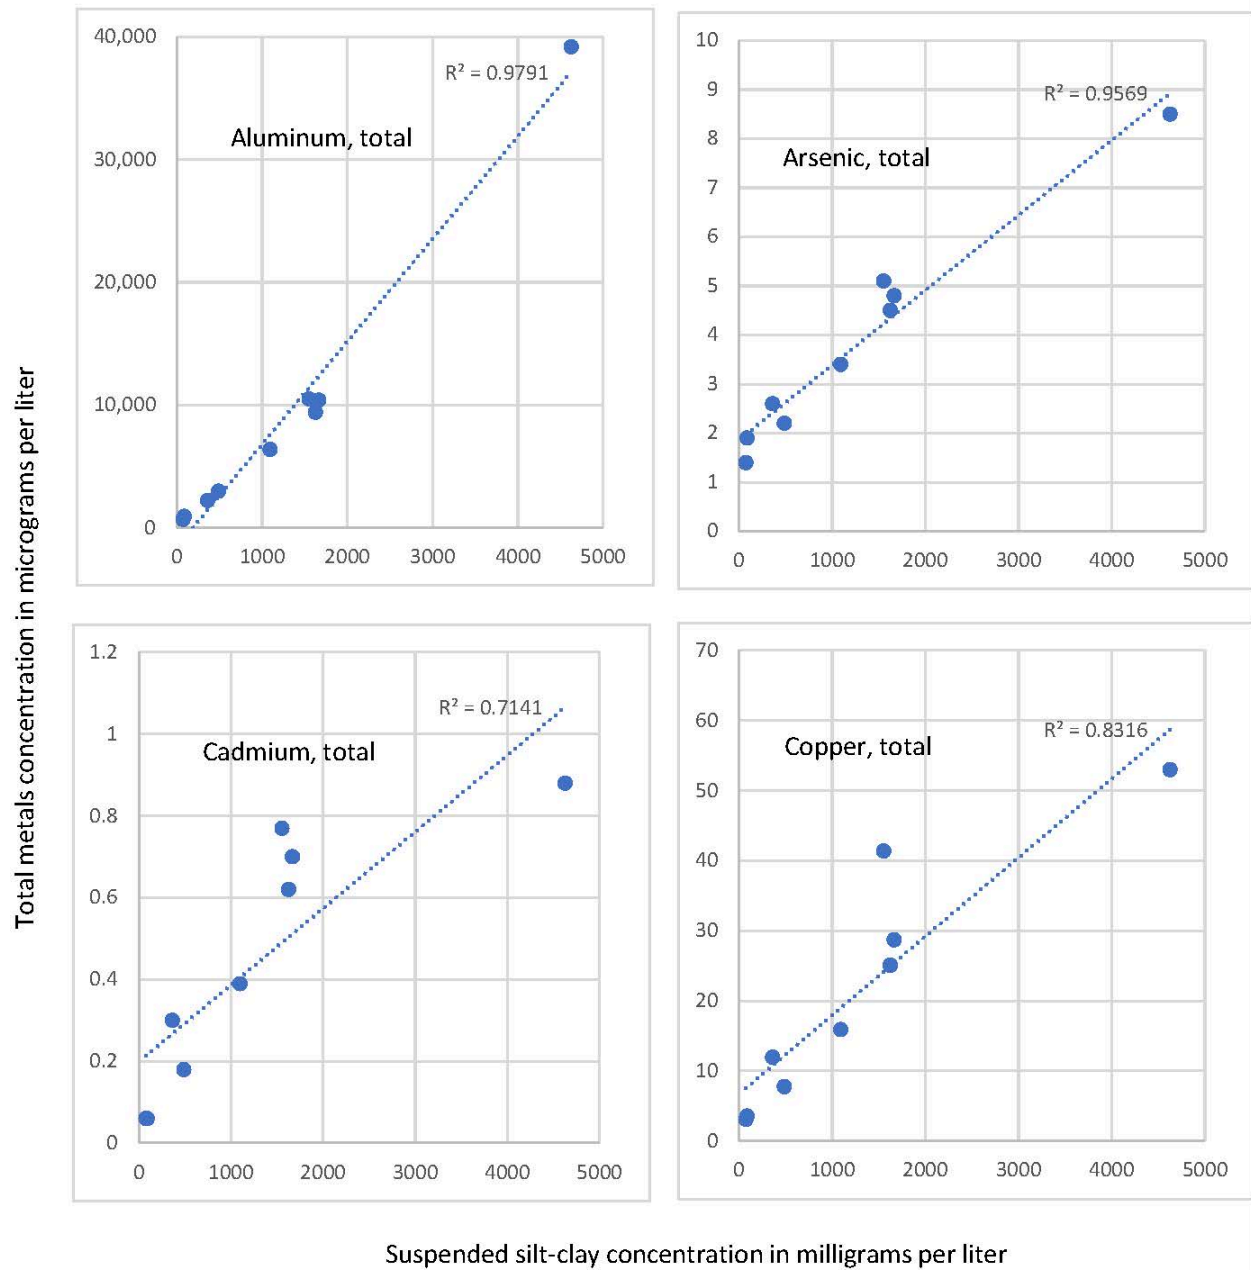 Total metals concentration in micrograms per liter
40,000
30,000
20,000
10,000
0
0 1000 2000 3000 4000 5000
R² = 0.9791
Aluminum, total
10
9
8
7
6
5
4
3
2
1
0
0 1000 2000 3000 4000 5000
R² = 0.9569
Arsenic, total
1.2
1
0.8
0.6
0.4
0.2
0
0 1000 2000 3000 4000 5000
R² = 0.7141
Cadmium, total
70
60
50
40
30
20
10
0
0 1000 2000 3000 4000 5000
R² = 0.8316
Copper, total
Suspended silt-clay concentration in milligrams per liter